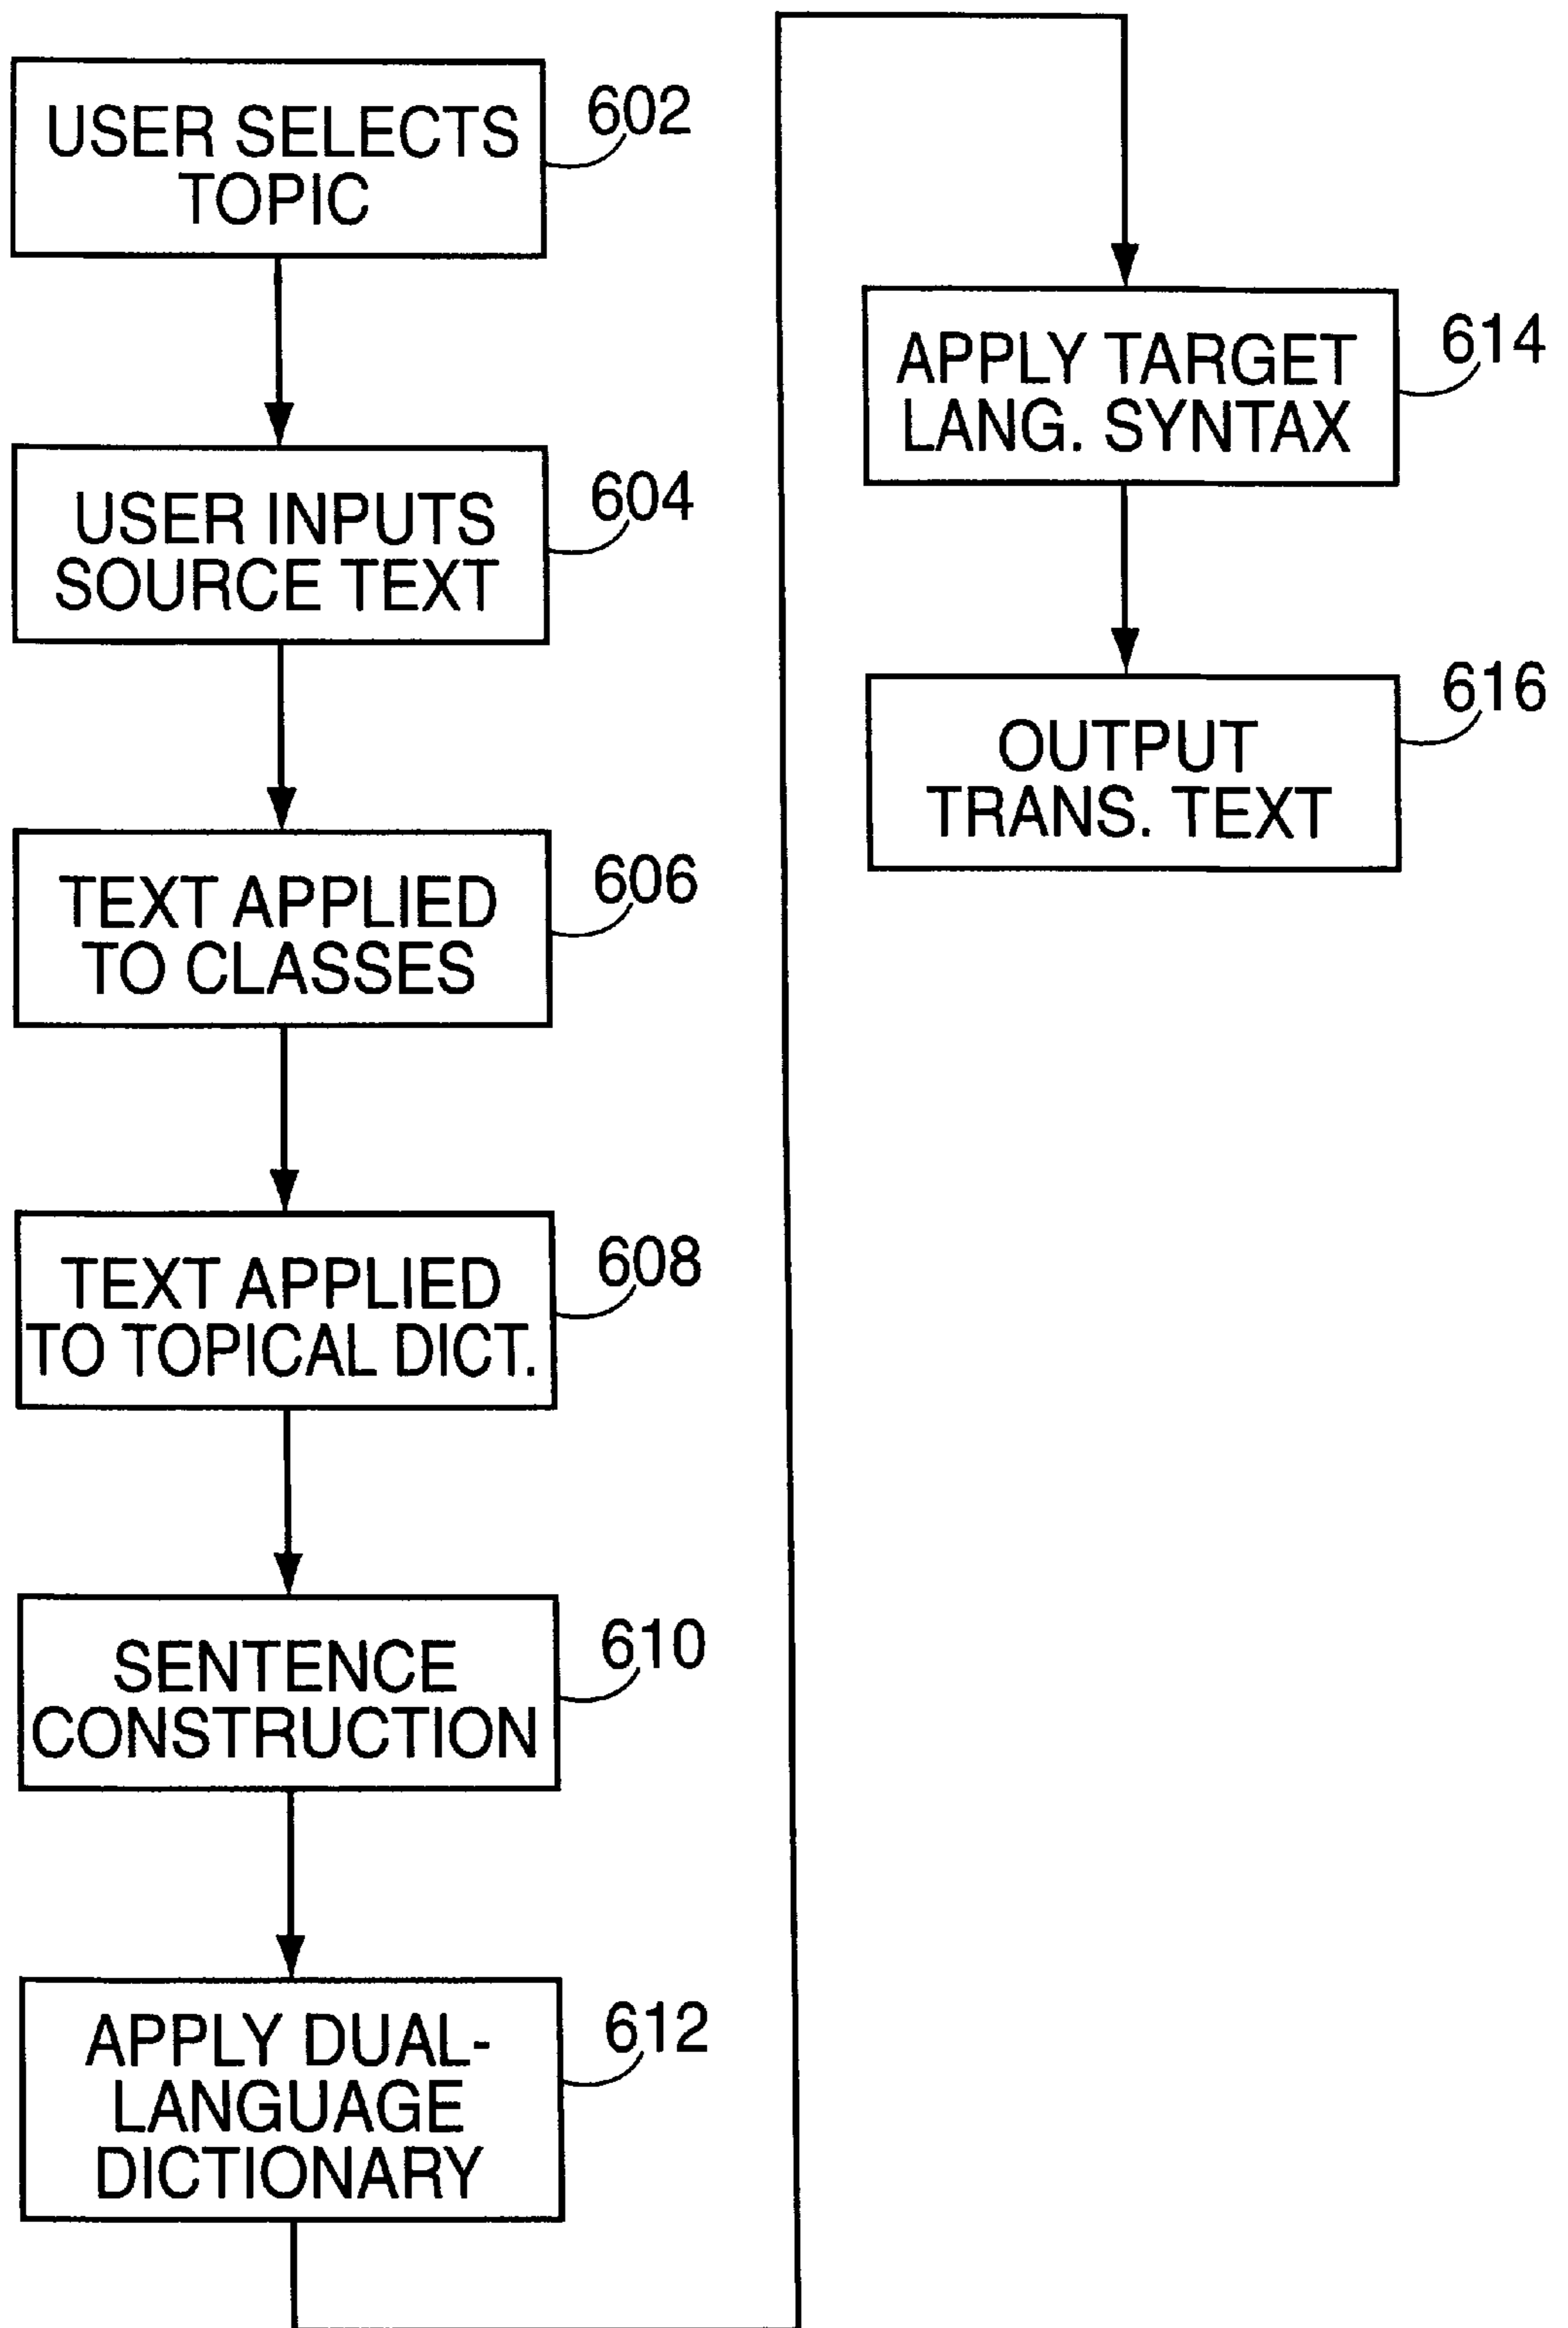 USER SELECTS
TOPIC
602
USER INPUTS
SOURCE TEXT
604
TEXT APPLIED
TO CLASSES
606
TEXT APPLIED
TO TOPICAL DICT.
608
SENTENCE
CONSTRUCTION
610
APPLY DUAL-
LANGUAGE
DICTIONARY
612
APPLY TARGET
LANG. SYNTAX
614
OUTPUT
TRANS. TEXT
616